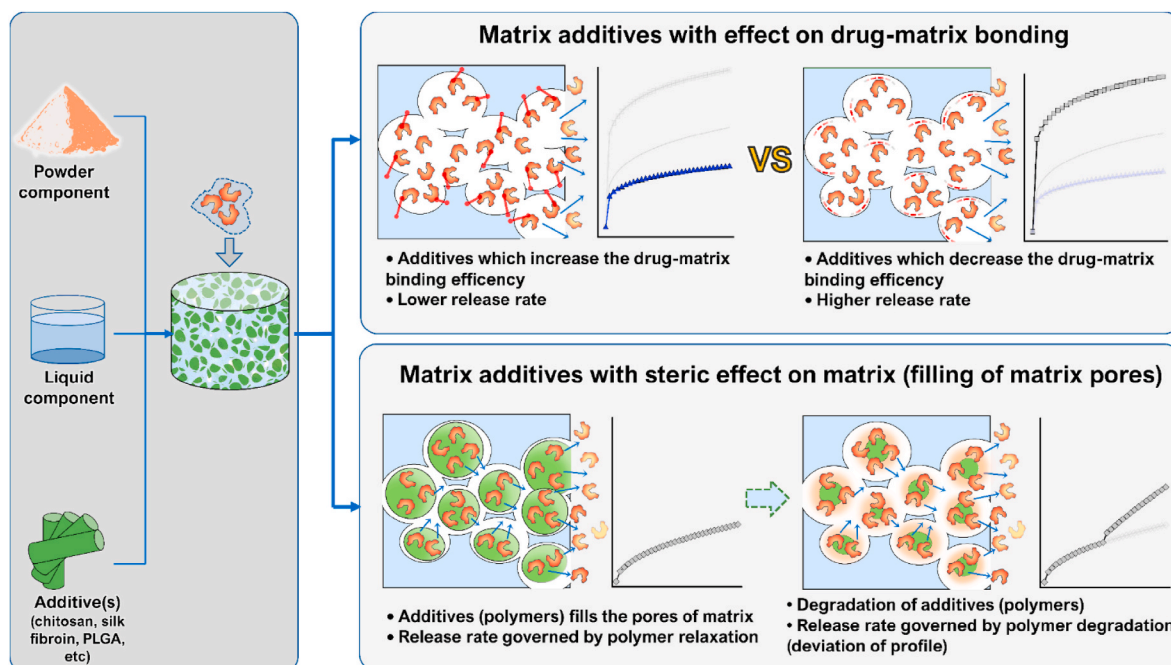 Powder
component
Liquid
component
Additive(s)
(chitosan, silk
fibroin, PLGA,
etc)
Matrix additives with effect on drug-matrix bonding
VS
• Additives which increase the drug-matrix
binding efficency
• Lower release rate
• Additives which decrease the drug-matrix
binding efficency
• Higher release rate
Matrix additives with steric effect on matrix (filling of matrix pores)
• Additives (polymers) fills the pores of matrix
• Release rate governed by polymer relaxation
• Degradation of additives (polymers)
• Release rate governed by polymer degradation
(deviation of profile)